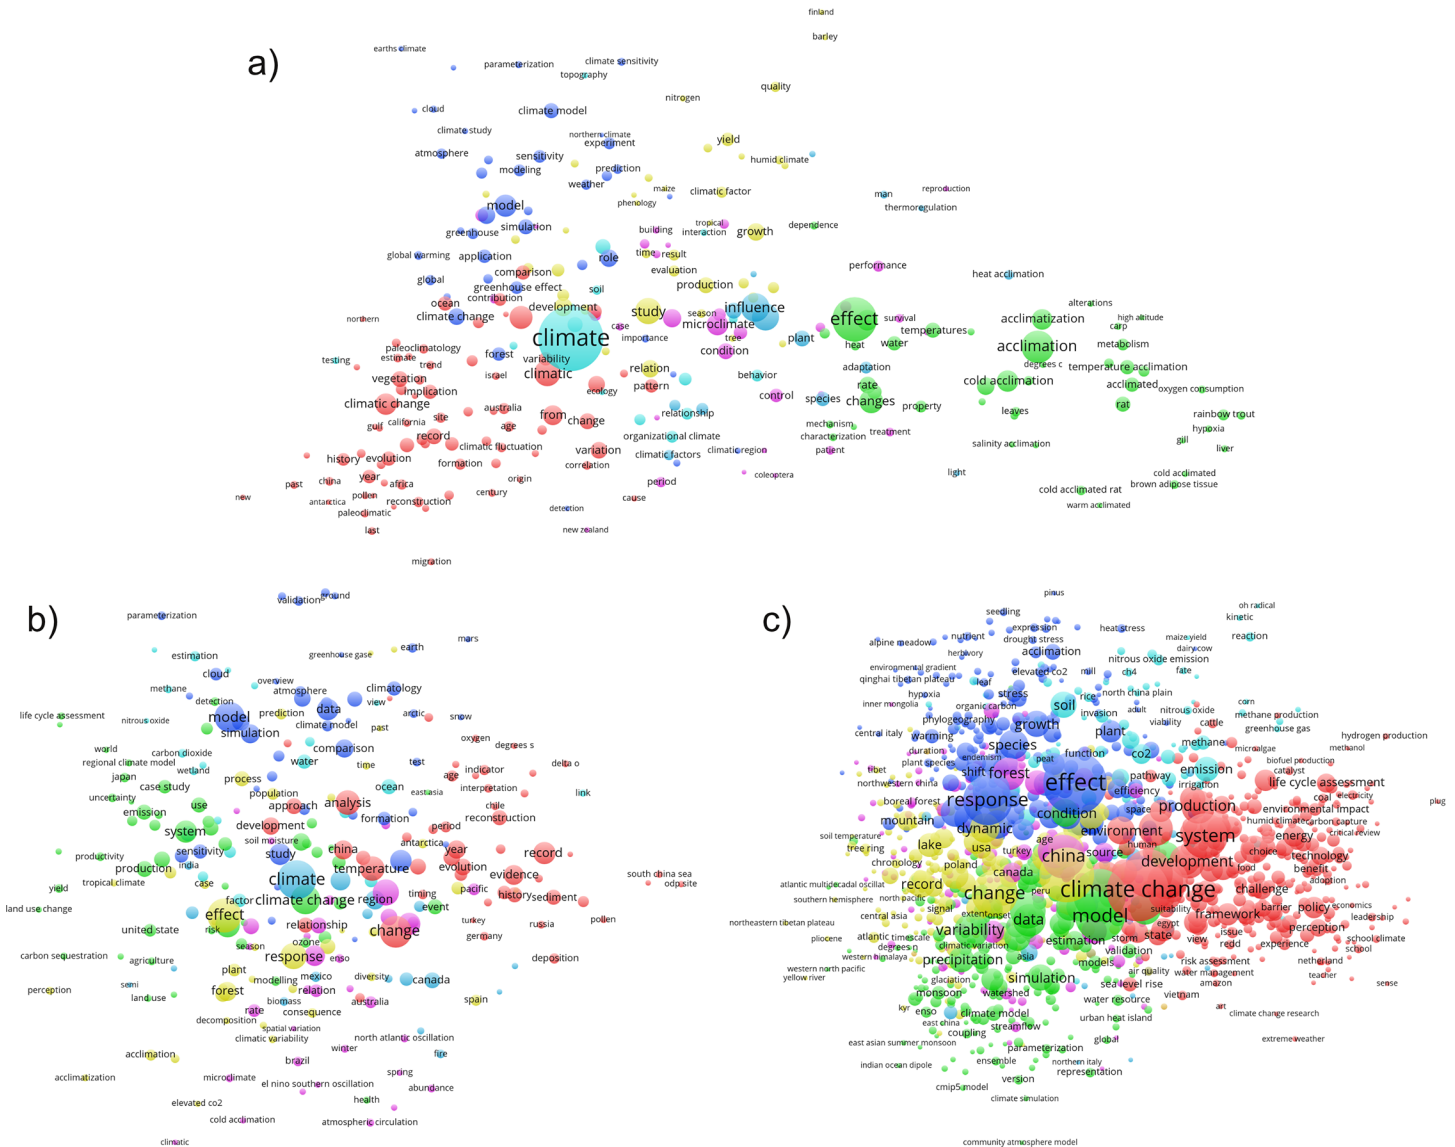 a)
finland
barley
earths climate
parameterization
climate sensitivity
topography
quality
nitrogen
cloud
climate model
climate study
northern climate
experiment
yield
atmosphere
sensitivity
humid climate
modeling
prediction
weather
maize
climatic factor
reproduction
man
phenology
model
thermoregulation
simulation
greenhouse
building
tropical
interaction
growth
dependence
global warming
application
role
time
result
comparison
evaluation
performance
heat acclimation
global
greenhouse effect
soil
production
contribution
ocean
development
study
season
influence
effect
survival
alterations
northern
climate change
case
microclimate
temperatures
acclimatization
high altitude
carp
climate
importance
tree
plant
heat
water
acclimation
metabolism
paleoclimatology
estimate
trend
testing
forest
variability
condition
degrees c
temperature acclimation
vegetation
israel
climatic
relation
behavior
adaptation
rate
cold acclimation
acclimated
oxygen consumption
implication
ecology
pattern
control
species
changes
property
rat
climatic change
australia
from
change
relationship
leaves
rainbow trout
gulf
california
site
age
mechanism
hypoxia
record
organizational climate
characterization
treatment
salinity acclimation
gill
climatic fluctuation
variation
climatic factors
climatic region
patient
liver
history
evolution
formation
correlation
year
origin
period
coleoptera
light
cold acclimated
past
china
africa
century
cold acclimated rat
brown adipose tissue
new
antarctica
pollen
reconstruction
cause
warm acclimated
paleoclimatic
detection
last
new zealand
migration
b)
validation
ground
parameterization
mars
earth
greenhouse gase
estimation
cloud
overview
climatology
methane
atmosphere
view
detection
data
arctic
life cycle assessment
nitrous oxide
model
prediction
climate model
past
snow
simulation
oxygen
world
carbon dioxide
comparison
degrees s
regional climate model
water
time
test
indicator
delta o
japan
wetland
process
age
case study
ocean
east asia
interpretation
link
uncertainty
population
use
approach
analysis
chile
emission
formation
reconstruction
system
development
period
soil moisture
antarctica
productivity
sensitivity
study
china
year
record
india
production
temperature
evolution
evidence
tropical climate
case
climate
south china sea
yield
timing
pacific
odp site
factor
climate change
region
history
sediment
land use change
effect
event
risk
relationship
change
turkey
pollen
united state
russia
germany
ozone
season
carbon sequestration
agriculture
response
enso
deposition
plant
mexico
diversity
modelling
canada
semi
perception
forest
relation
land use
biomass
australia
spain
rate
consequence
decomposition
spatial variation
climatic variability
north atlantic oscillation
winter
acclimation
brazil
fire
spring
acclimatization
microclimate
el nino southern oscillation
abundance
health
elevated co2
cold acclimation
atmospheric circulation
climatic
c)
pinus
oh radical
seedling
kinetic
expression
heat stress
reaction
alpine meadow
nutrient
drought stress
maize yield
acclimation
dairy cow
herbivory
nitrous oxide emission
environmental gradient
elevated co2
mill
ch4
fate
qinghai tibetan plateau
leaf
hypoxia
stress
rice
north china plain
inner mongolia
organic carbon
soil
adult
nitrous oxide
corn
invasion
methane production
phylogeography
growth
viability
cattle
greenhouse gas
central italy
warming
plant
hydrogen production
species
methane
duration
function
co2
microalgae
methanol
endemism
peat
plant species
biofuel production
tibet
shift
forest
pathway
emission
catalyst
northwestern china
effect
irrigation
life cycle assessment
efficiency
coal
electricity
boreal forest
response
space
production
environmental impact
plug
mountain
condition
humid climate
carbon capture
soil temperature
dynamic
environment
system
energy
critical review
tree ring
lake
usa
age
human
turkey
china
source
choice
technology
chronology
poland
development
food
benefit
atlantic multidecadal oscillat
record
canada
adoption
southern hemisphere
north pacific
change
peru
climate change
challenge
signal
suitability
barrier
policy
economics
central asia
extent
onset
data
model
framework
leadership
northeastern tibetan plateau
egypt
perception
variability
state
issue
school climate
pliocene
atlantic timescale
estimation
storm
view
climatic variation
validation
redd
experience
school
degrees n
western himalaya
precipitation
asia
models
risk assessment
netherland
western north pacific
air quality
water management
teacher
yellow river
glaciation
simulation
sea level rise
amazon
sense
monsoon
watershed
vietnam
water resource
kyr
enso
climate model
art
climate change research
east china
urban heat island
streamflow
coupling
global
extreme weather
east asian summer monsoon
parameterization
indian ocean dipole
ensemble
northern italy
representation
version
cmip5 model
climate simulation
community atmosphere model